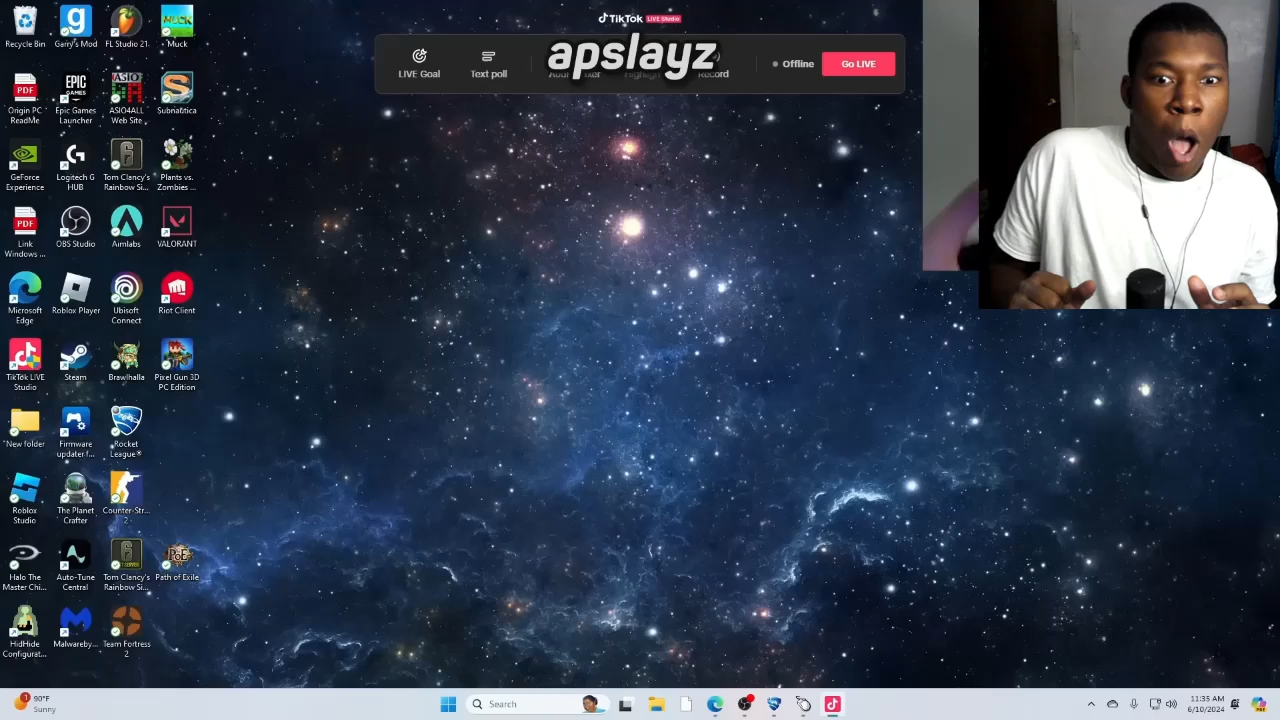 TikTok LIVE Studio
apslayz
LIVE Goal
Text poll
Record
Offline
Go LIVE
Recycle Bin
Garry's Mod
FL Studio 21
Muck
Origin PC
ReadMe
Epic Games
Launcher
ASIO4ALL
Web Site
Subnautica
GeForce
Experience
Logitech G
HUB
Tom Clancy's
Rainbow Si...
Plants vs.
Zombies ...
Link
Windows ...
OBS Studio
Aimlabs
VALORANT
Microsoft
Edge
Roblox Player
Ubisoft
Connect
Riot Client
TikTok LIVE
Studio
Steam
Brawlhalla
Pixel Gun 3D
PC Edition
New folder
Firmware
updater f...
Rocket
League®
Roblox
Studio
The Planet
Crafter
Counter-Str...
2
Halo The
Master Chi...
Auto-Tune
Central
Tom Clancy's
Rainbow Si...
Path of Exile
HidHide
Configurat...
Malwareby...
Team Fortress
2
90°F
Sunny
Search
11:35 AM
6/10/2024